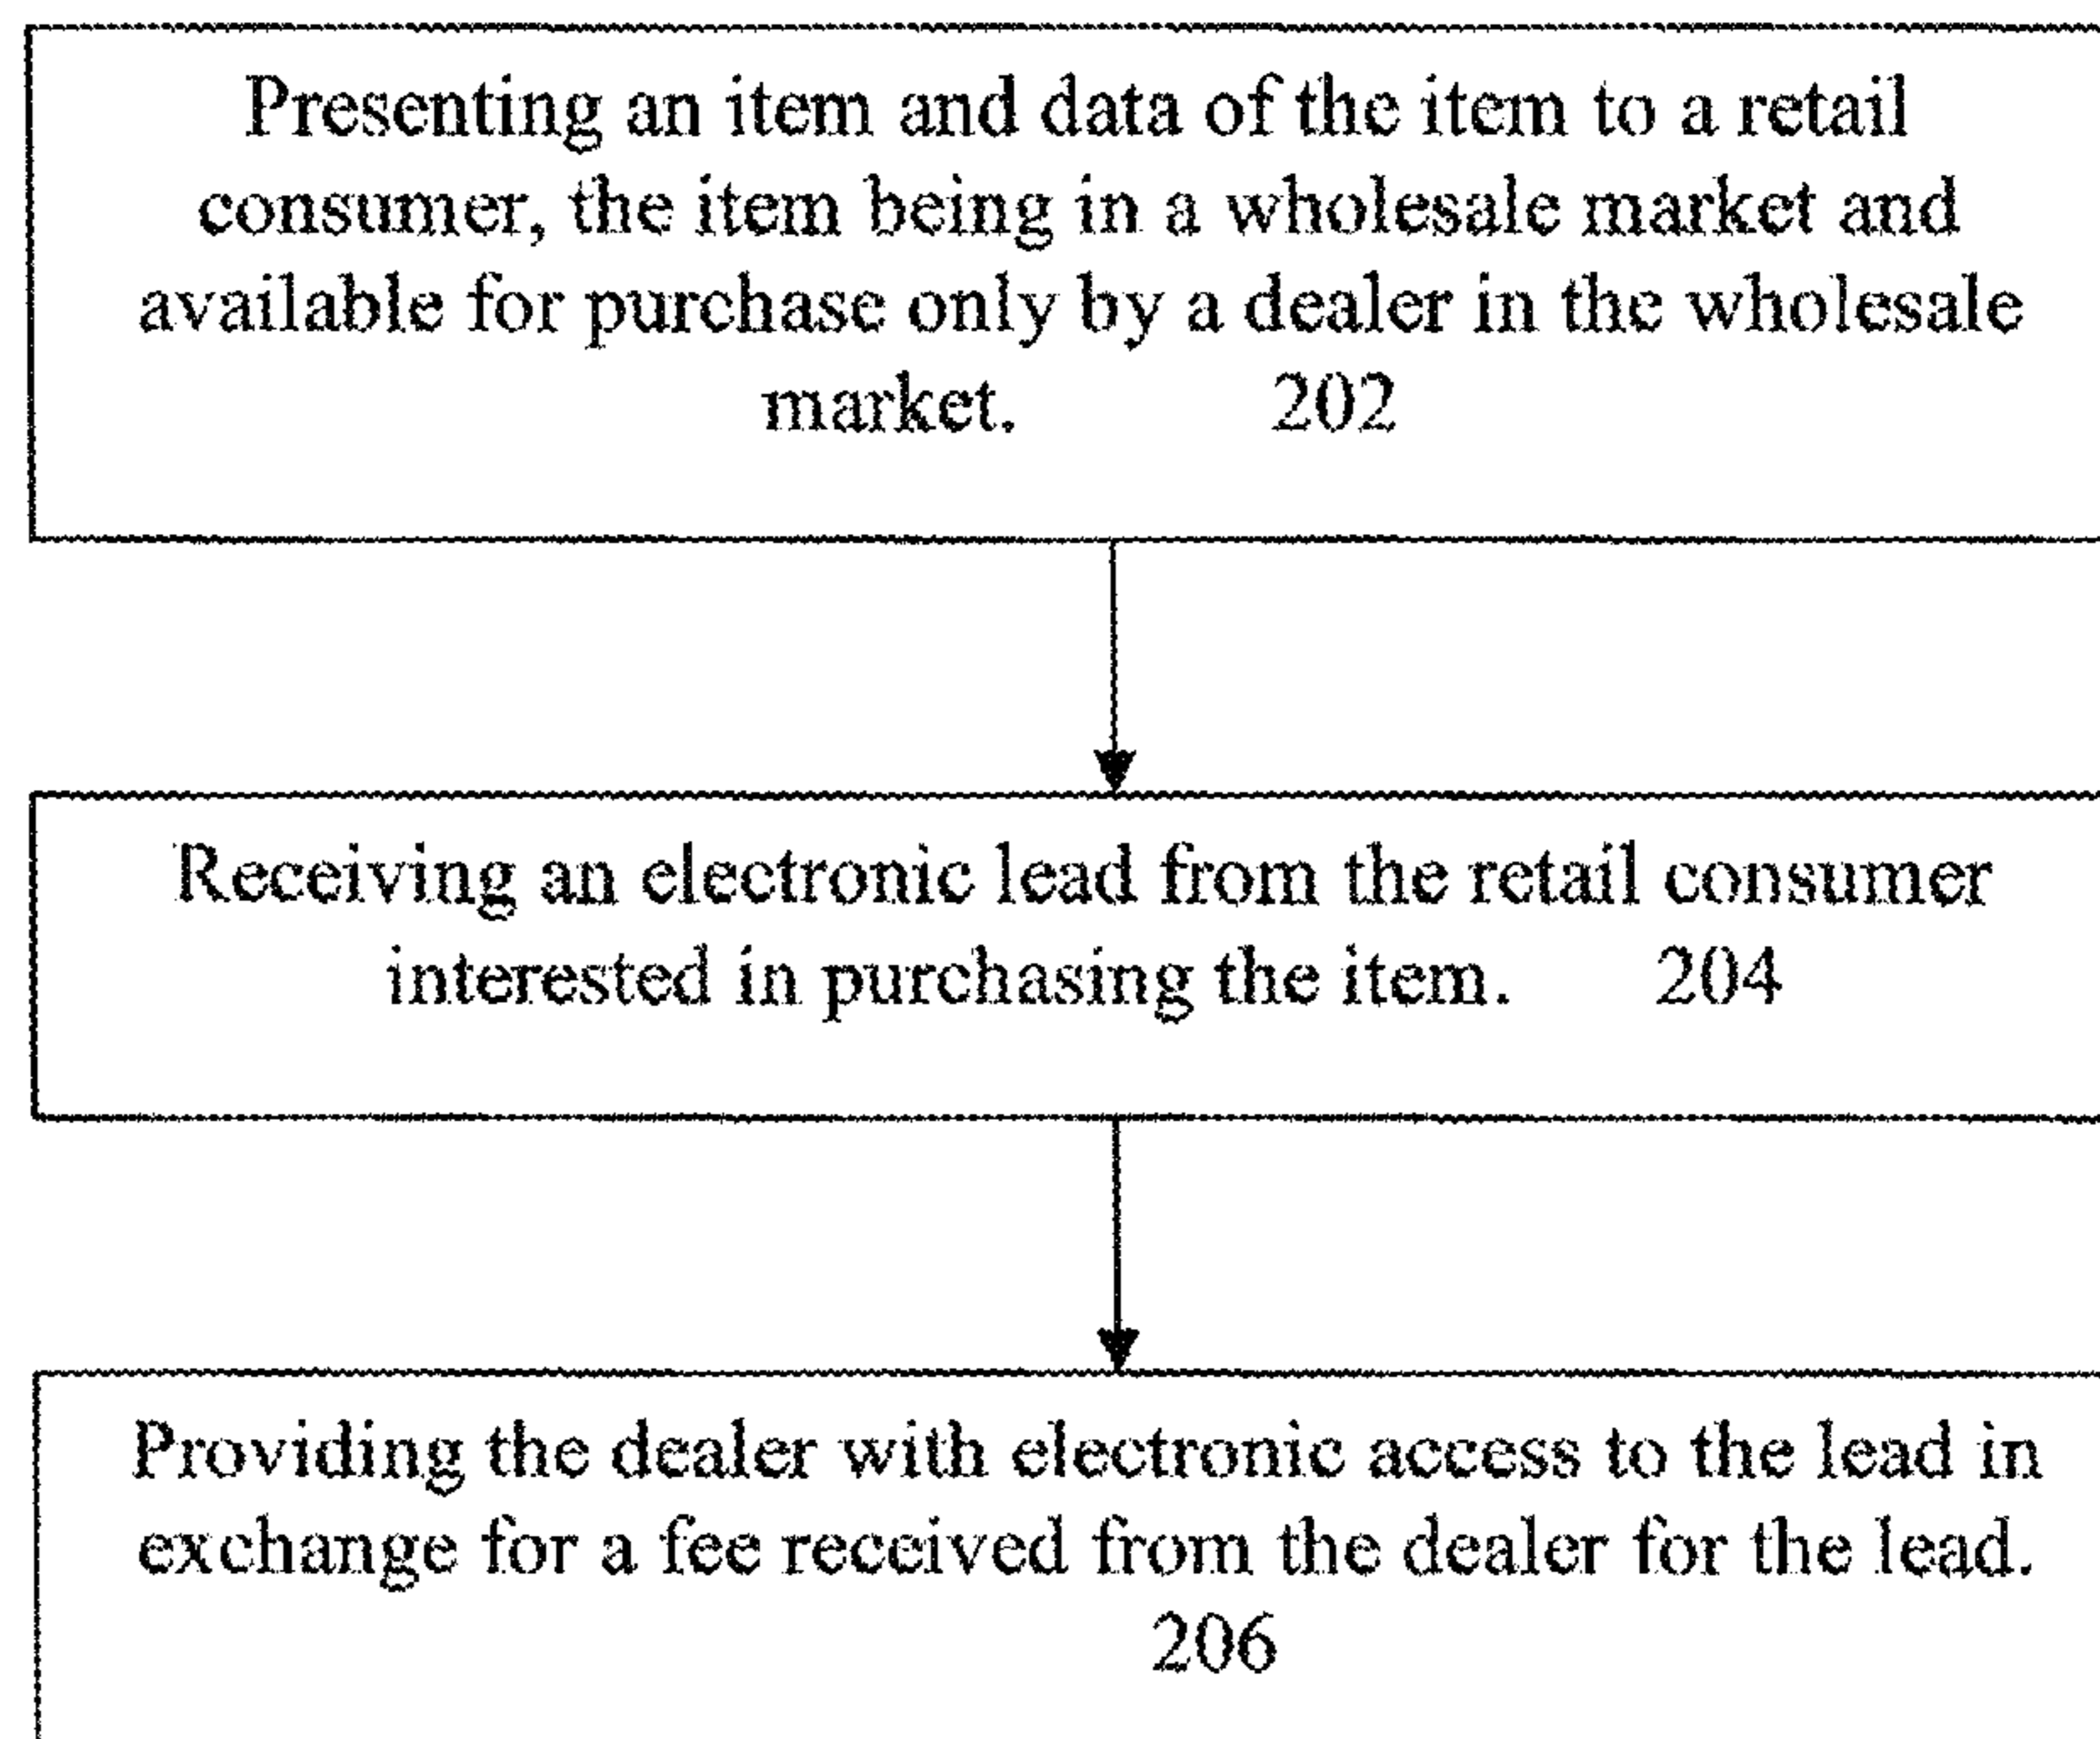 Presenting an item and data of the item to a retail
consumer, the item being in a wholesale market and
available for purchase only by a dealer in the wholesale
market. 202
Receiving an electronic lead from the retail consumer
interested in purchasing the item. 204
Providing the dealer with electronic access to the lead in
exchange for a fee received from the dealer for the lead.
206